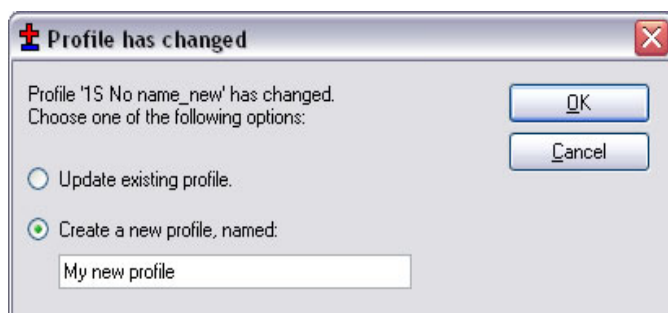 Profile has changed
Profile '1S No name_new' has changed.
Choose one of the following options:
OK
Cancel
Update existing profile.
Create a new profile, named:
My new profile